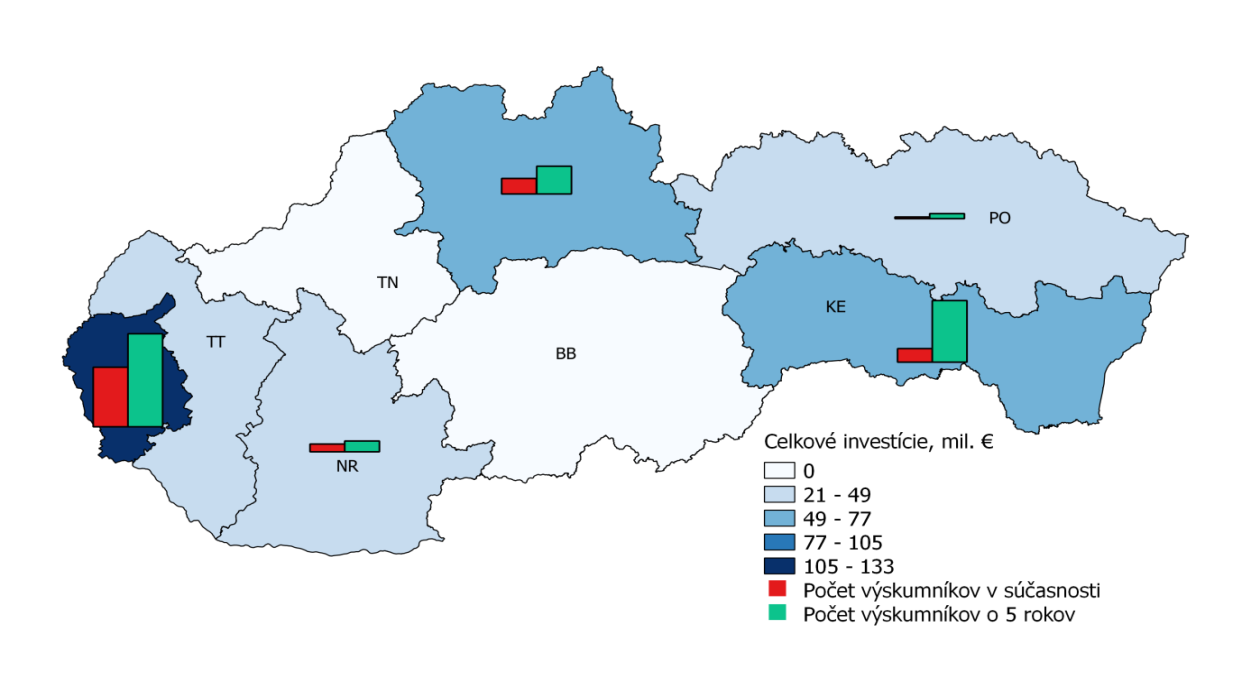 PO
TN
KE
TT
BB
NR
Celkové investície, mil. €
0
21 - 49
49 - 77
77 - 105
105 - 133
Počet výskumníkov v súčasnosti
Počet výskumníkov o 5 rokov